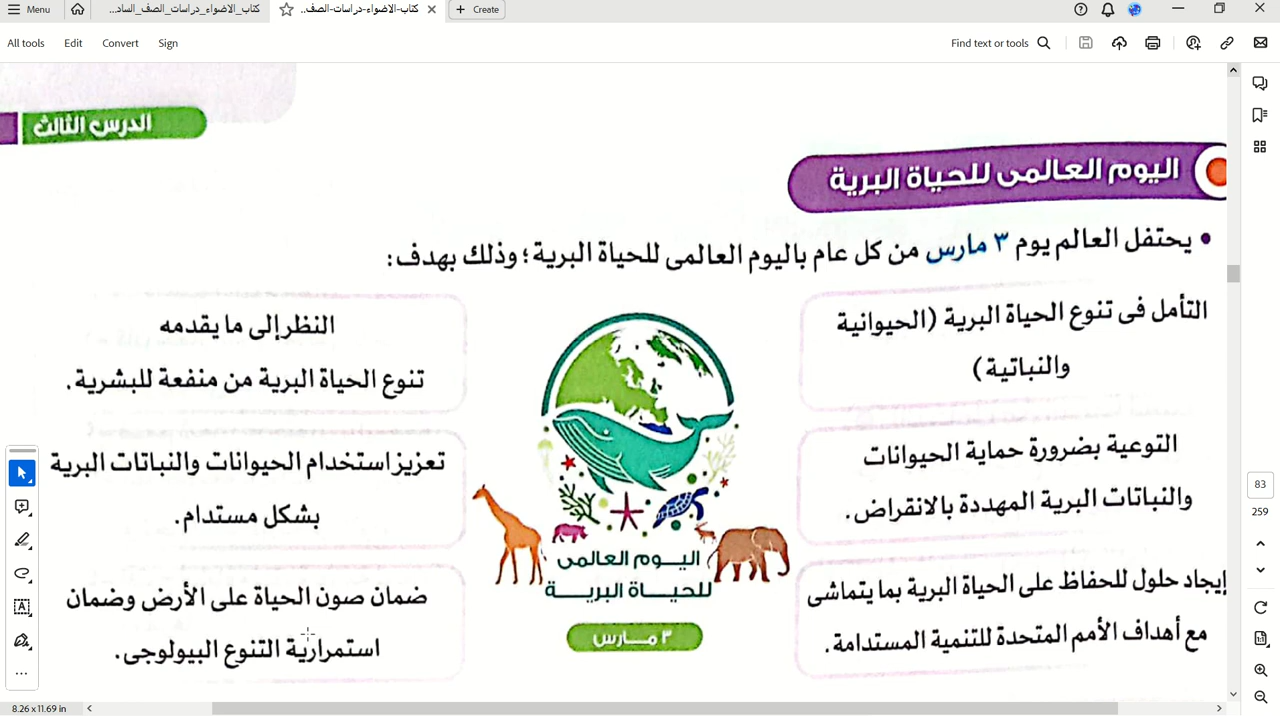 Menu
كتاب_الاضواء_دراسات_الصف_الساد...
كتاب-الاضواء-دراسات-الصف..
Create
All tools
Edit
Convert
Sign
Find text or tools
الدرس الثالث
اليوم العالمى للحياة البرية
• يحتفل العالم يوم ٣ مارس من كل عام باليوم العالمى للحياة البرية؛ وذلك بهدف:
التأمل فى تنوع الحياة البرية (الحيوانية
والنباتية)
النظر إلى ما يقدمه
تنوع الحياة البرية من منفعة للبشرية.
التوعية بضرورة حماية الحيوانات
والنباتات البرية المهددة بالانقراض.
تعزيز استخدام الحيوانات والنباتات البرية
بشكل مستدام.
إيجاد حلول للحفاظ على الحياة البرية بما يتماشى
مع أهداف الأمم المتحدة للتنمية المستدامة.
ضمان صون الحياة على الأرض وضمان
استمرارية التنوع البيولوجى.
اليوم العالمى
للحياة البرية
٣ مارس
83
259
8.26 x 11.69 in